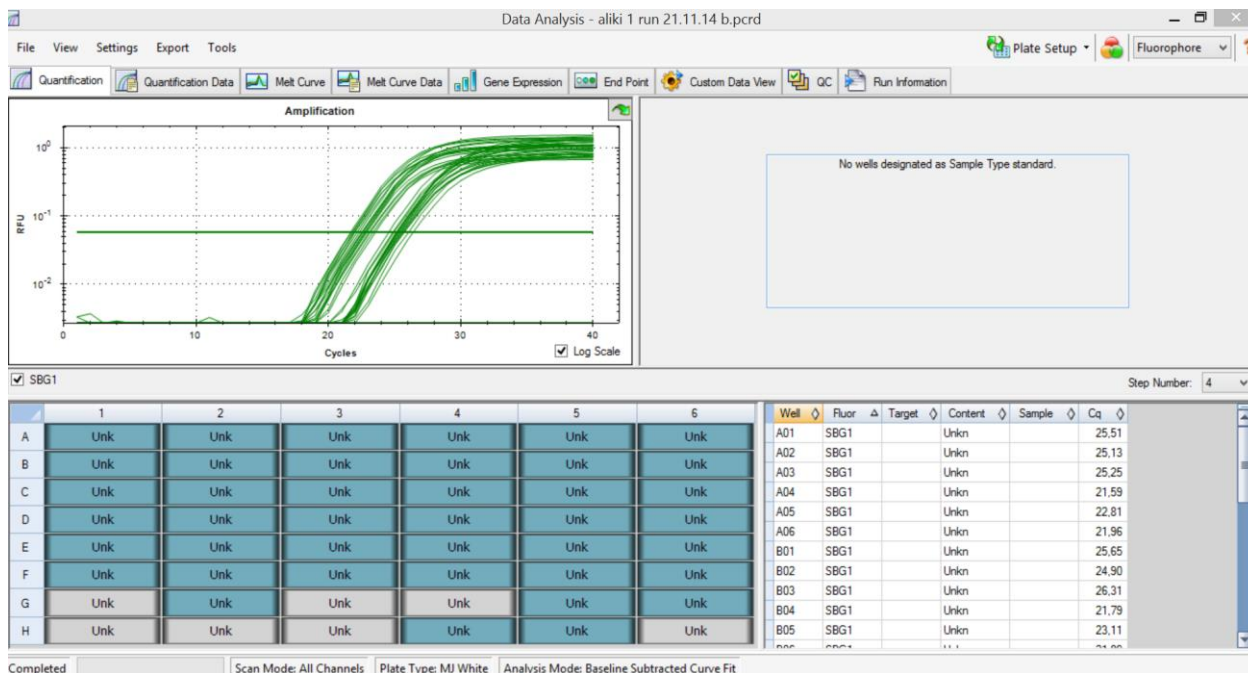 Data Analysis - aliki 1 run 21.11.14 b.pcrd
File View Settings Export Tools
Plate Setup Fluorophore ?
Quantification Quantification Data Melt Curve Melt Curve Data Gene Expression End Point Custom Data View QC Run Information
Amplification
No wells designated as Sample Type standard.
10^0
10^-1
10^-2
RFU
0 10 20 30 40
Cycles
Log Scale
SBG1
Step Number: 4
1 2 3 4 5 6
A Unk Unk Unk Unk Unk Unk
B Unk Unk Unk Unk Unk Unk
C Unk Unk Unk Unk Unk Unk
D Unk Unk Unk Unk Unk Unk
E Unk Unk Unk Unk Unk Unk
F Unk Unk Unk Unk Unk Unk
G Unk Unk Unk Unk Unk Unk
H Unk Unk Unk Unk Unk Unk
Well Fluor Target Content Sample Cq
A01 SBG1 Unkn 25,51
A02 SBG1 Unkn 25,13
A03 SBG1 Unkn 25,25
A04 SBG1 Unkn 21,59
A05 SBG1 Unkn 22,81
A06 SBG1 Unkn 21,96
B01 SBG1 Unkn 25,65
B02 SBG1 Unkn 24,90
B03 SBG1 Unkn 26,31
B04 SBG1 Unkn 21,79
B05 SBG1 Unkn 23,11
Completed Scan Mode: All Channels Plate Type: MJ White Analysis Mode: Baseline Subtracted Curve Fit